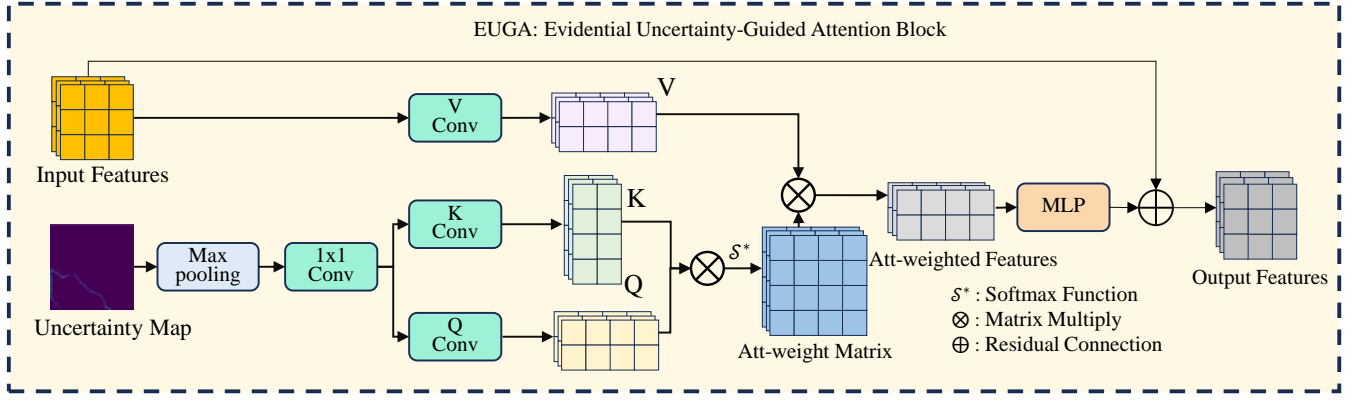 EUGA: Evidential Uncertainty-Guided Attention Block
Input Features
V
Conv
V
Uncertainty Map
Max
pooling
1x1
Conv
K
Conv
K
Q
Conv
Q
𝒮*
Att-weight Matrix
Att-weighted Features
MLP
Output Features
𝒮* : Softmax Function
⊗ : Matrix Multiply
⊕ : Residual Connection